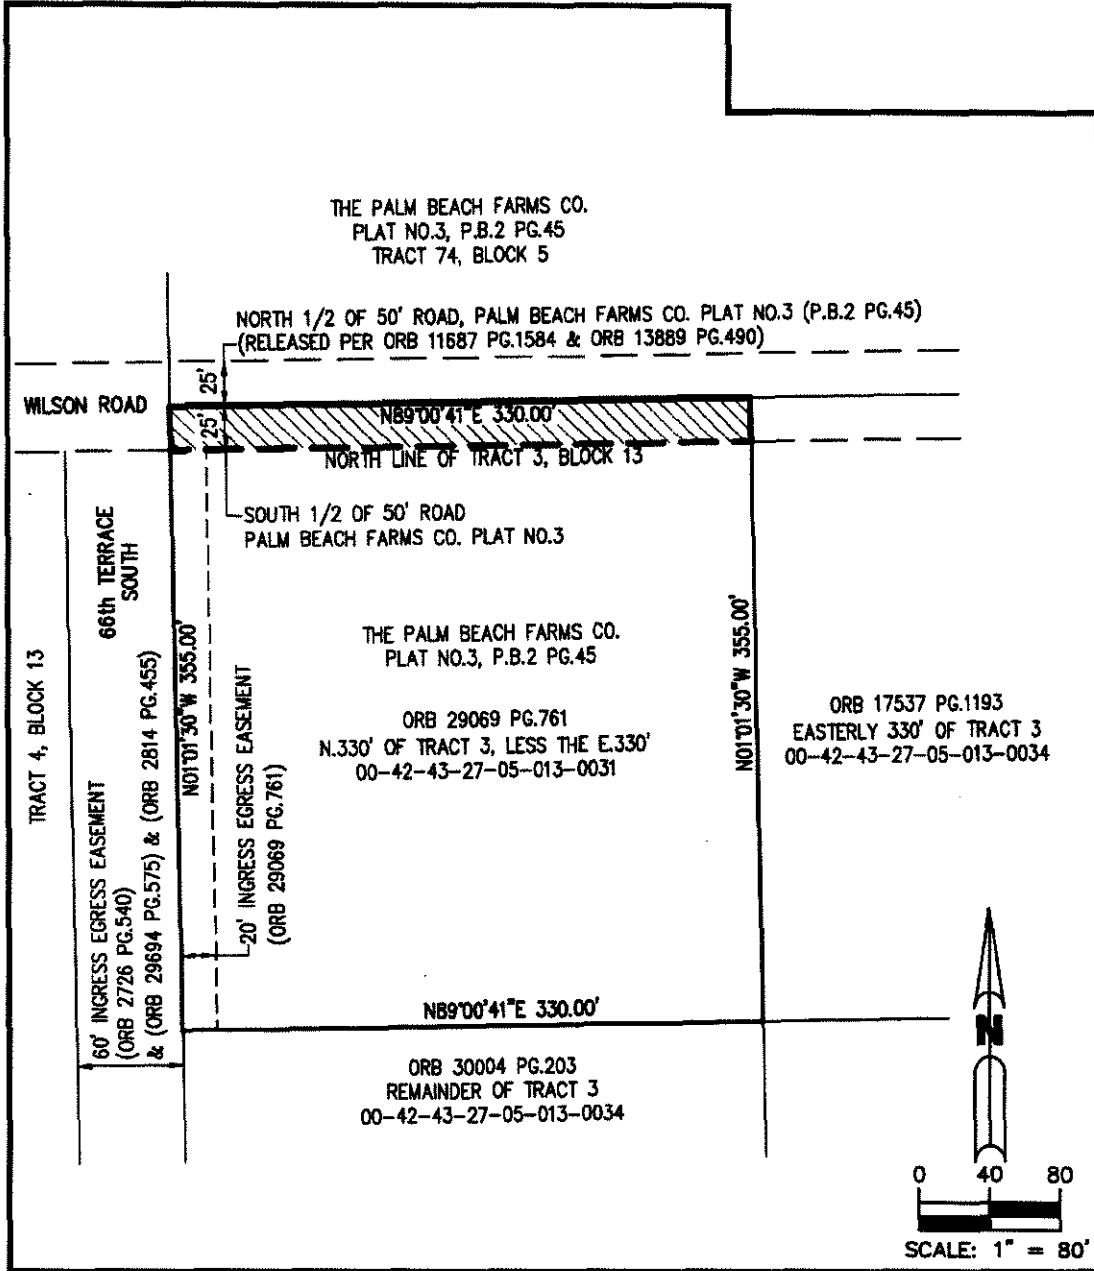 THE PALM BEACH FARMS CO.
PLAT NO.3, P.B.2 PG.45
TRACT 74, BLOCK 5
NORTH 1/2 OF 50' ROAD, PALM BEACH FARMS CO. PLAT NO.3 (P.B.2 PG.45)
(RELEASED PER ORB 11687 PG.1584 & ORB 13889 PG.490)
25'
WILSON ROAD
25'
N89°00'41"E 330.00'
NORTH LINE OF TRACT 3, BLOCK 13
SOUTH 1/2 OF 50' ROAD
PALM BEACH FARMS CO. PLAT NO.3
66th TERRACE
SOUTH
TRACT 4, BLOCK 13
60' INGRESS EGRESS EASEMENT
(ORB 2726 PG.540)
& (ORB 29694 PG.575) & (ORB 2814 PG.455)
N01°01'30"W 355.00'
20' INGRESS EGRESS EASEMENT
(ORB 29069 PG.761)
THE PALM BEACH FARMS CO.
PLAT NO.3, P.B.2 PG.45
ORB 29069 PG.761
N.330' OF TRACT 3, LESS THE E.330'
00-42-43-27-05-013-0031
N01°01'30"W 355.00'
ORB 17537 PG.1193
EASTERLY 330' OF TRACT 3
00-42-43-27-05-013-0034
N89°00'41"E 330.00'
ORB 30004 PG.203
REMAINDER OF TRACT 3
00-42-43-27-05-013-0034
N
0 40 80
SCALE: 1" = 80'